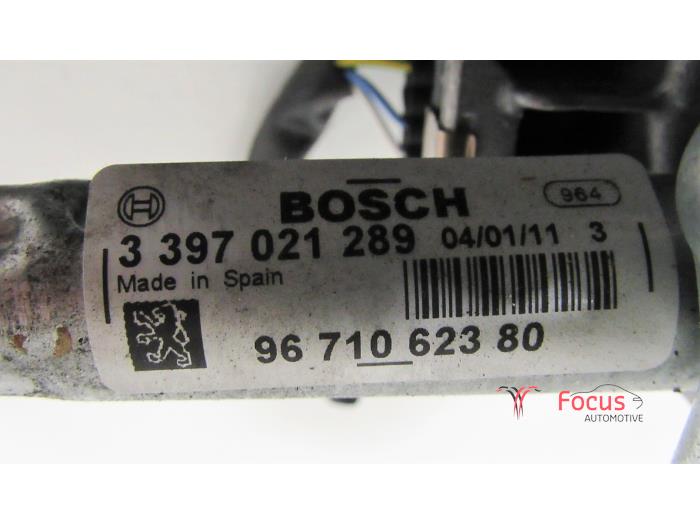 BOSCH
964
3 397 021 289 04/01/11 3
Made in Spain
96 710 623 80
Focus
AUTOMOTIVE